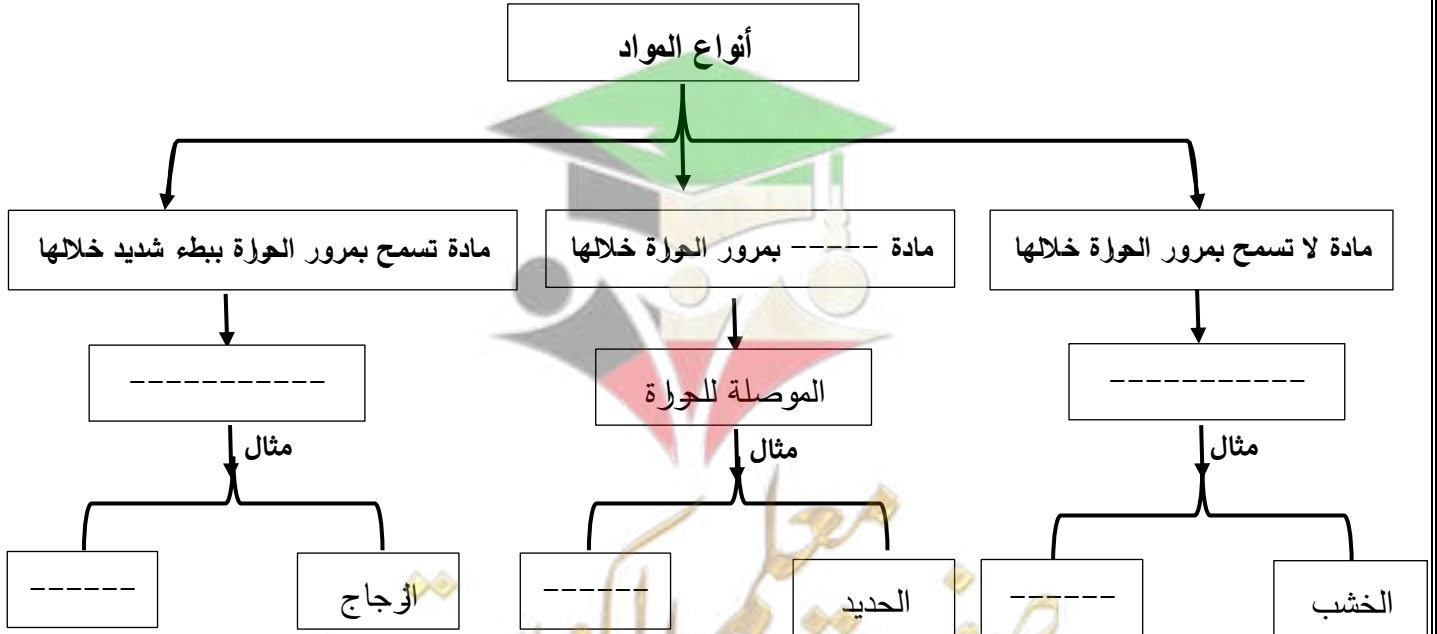 أنواع المواد
مادة لا تسمح بمرور الحرارة خلالها
مادة ----- بمرور الحرارة خلالها
مادة تسمح بمرور الحرارة ببطء شديد خلالها
-----------
الموصلة للحرارة
-----------
مثال
مثال
مثال
الخشب
------
الحديد
------
الزجاج
------